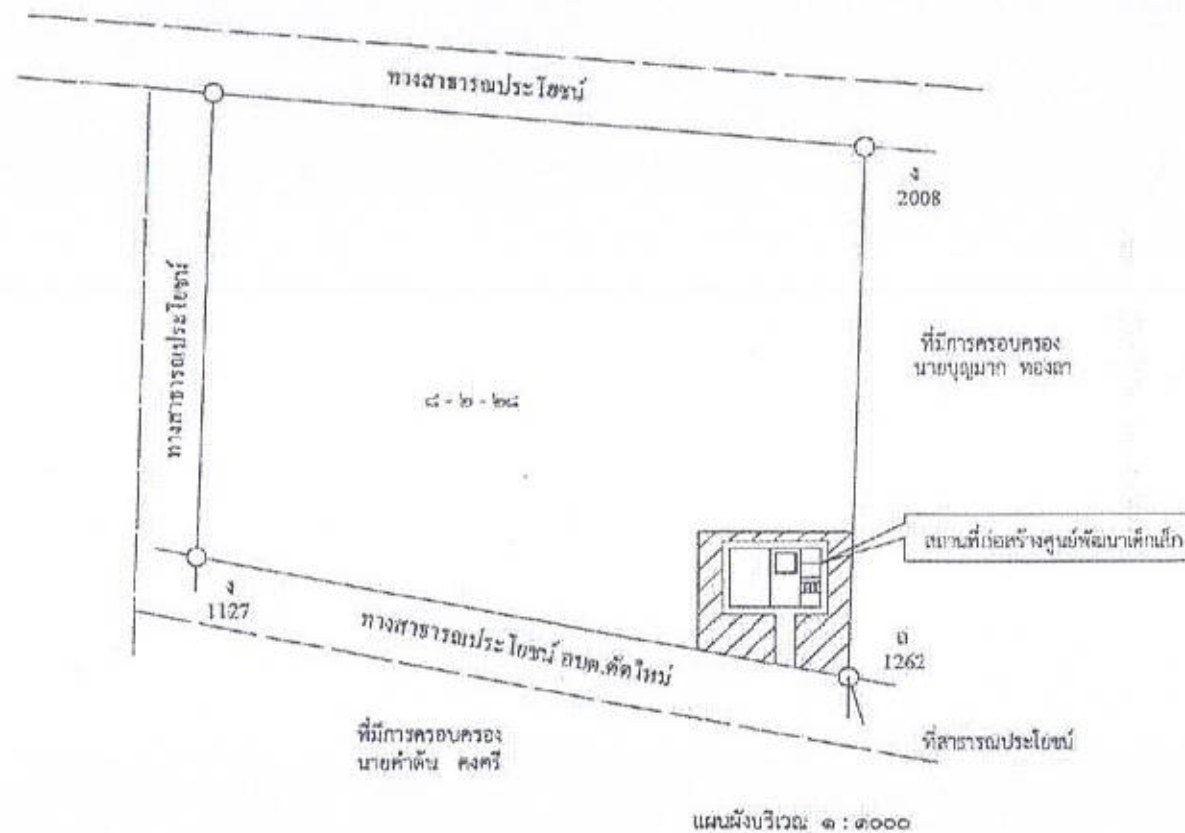 ทางสาธารณประโยชน์
ง
2008
ทางสาธารณประโยชน์
ที่มีการครอบครอง
นายบุญมาก ทองถา
๘ - ๒ - ๒๘
สถานที่ก่อสร้างศูนย์พัฒนาเด็กเล็ก
ง
1127
ทางสาธารณประโยชน์ อบต.คัดใหม่
1262
ที่สาธารณประโยชน์
ที่มีการครอบครอง
นายคำต้น คงศรี
แผนผังบริเวณ ๑ : ๑๐๐๐